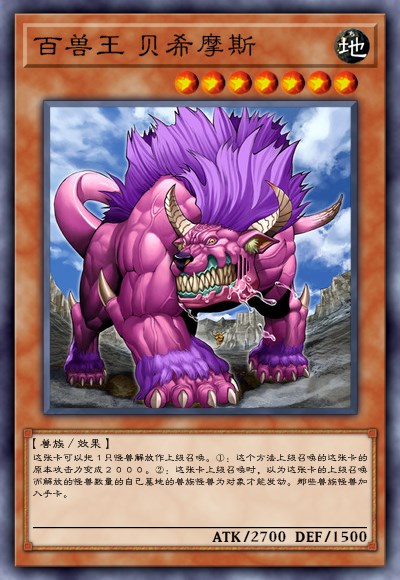 百兽王 贝希摩斯
地
【兽族／效果】
这张卡可以把1只怪兽解放作上级召唤。①：这个方法上级召唤的这张卡的
原本攻击力变成２０００。②：这张卡上级召唤时，以为这张卡的上级召唤
而解放的怪兽数量的自己墓地的兽族怪兽为对象才能发动。那些兽族怪兽加
入手卡。
ATK/2700 DEF/1500